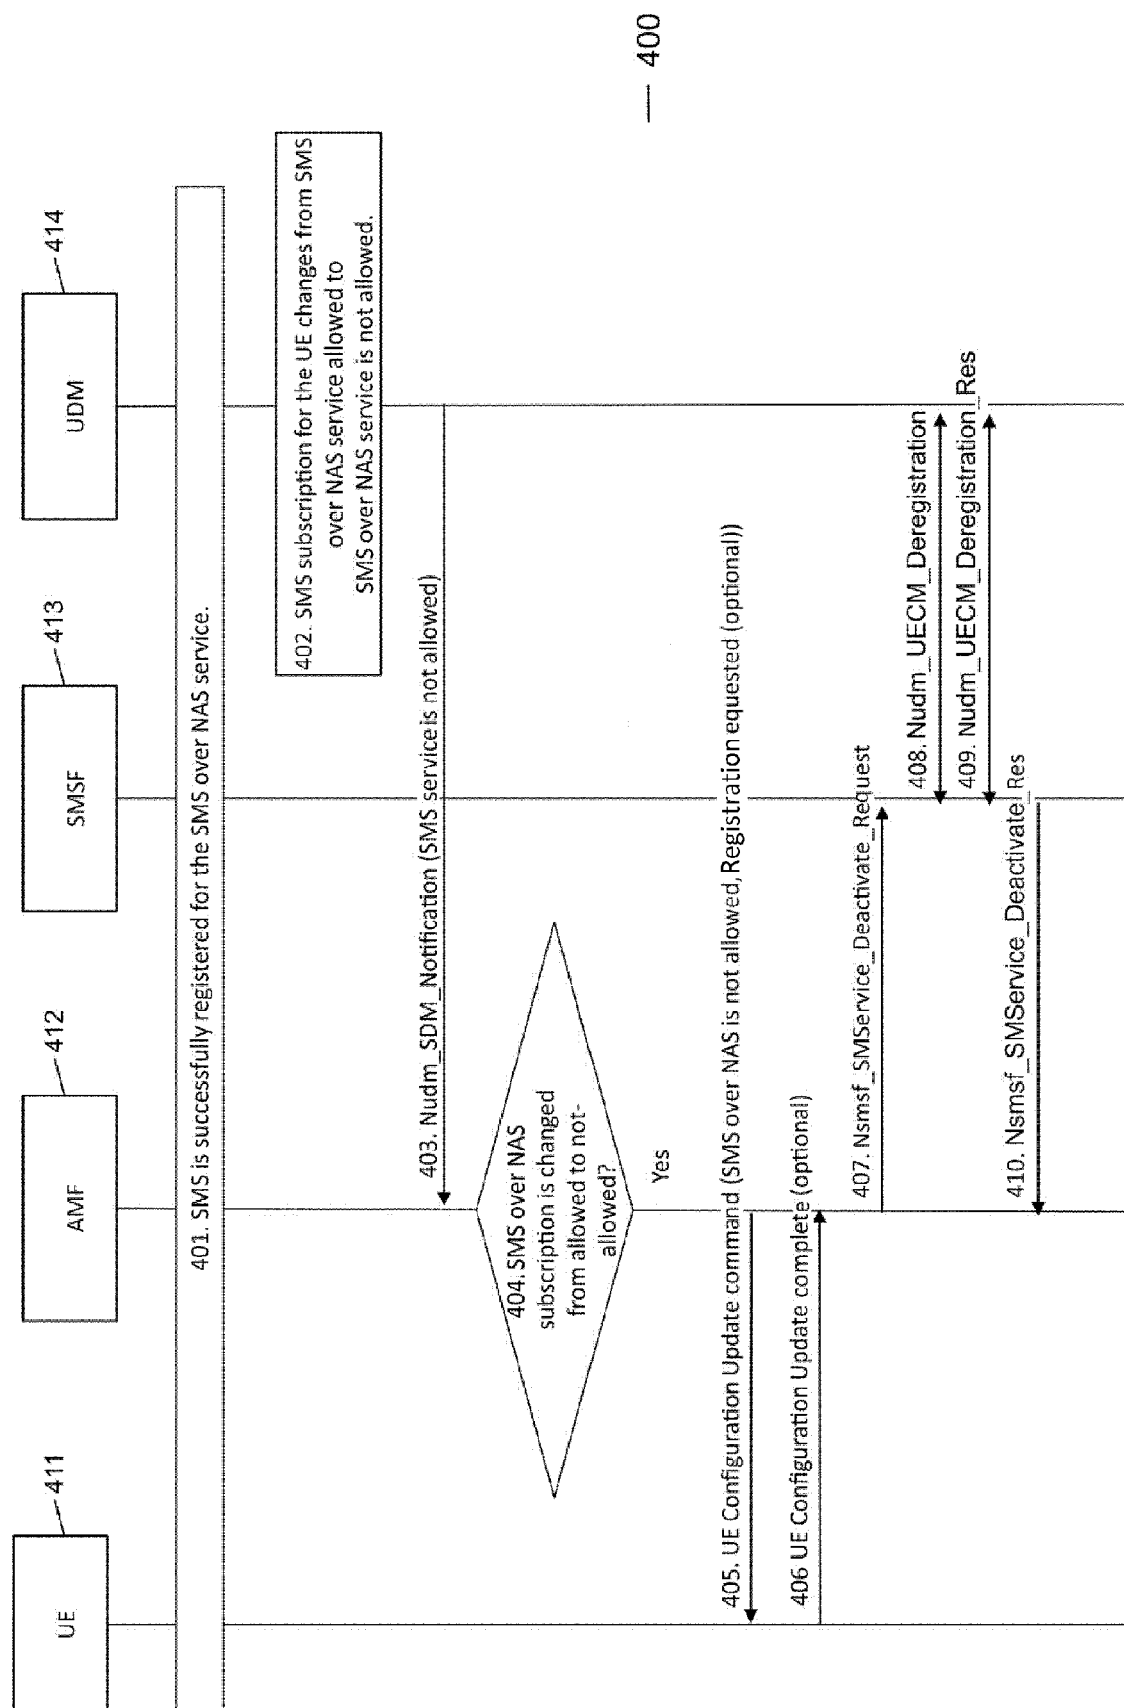 UE
411
AMF
412
SMSF
413
UDM
414
401. SMS is successfully registered for the SMS over NAS service.
402. SMS subscription for the UE changes from SMS
over NAS service allowed to
SMS over NAS service is not allowed.
403. Nudm_SDM_Notification (SMS service is not allowed)
404. SMS over NAS
subscription is changed
from allowed to not-
allowed?
Yes
405. UE Configuration Update command (SMS over NAS is not allowed, Registration equested (optional))
406 UE Configuration Update complete (optional)
407. Nsmsf_SMService_Deactivate_Request
408. Nudm_UECM_Deregistration
409. Nudm_UECM_Deregistration_Res
410. Nsmsf_SMService_Deactivate_Res
400